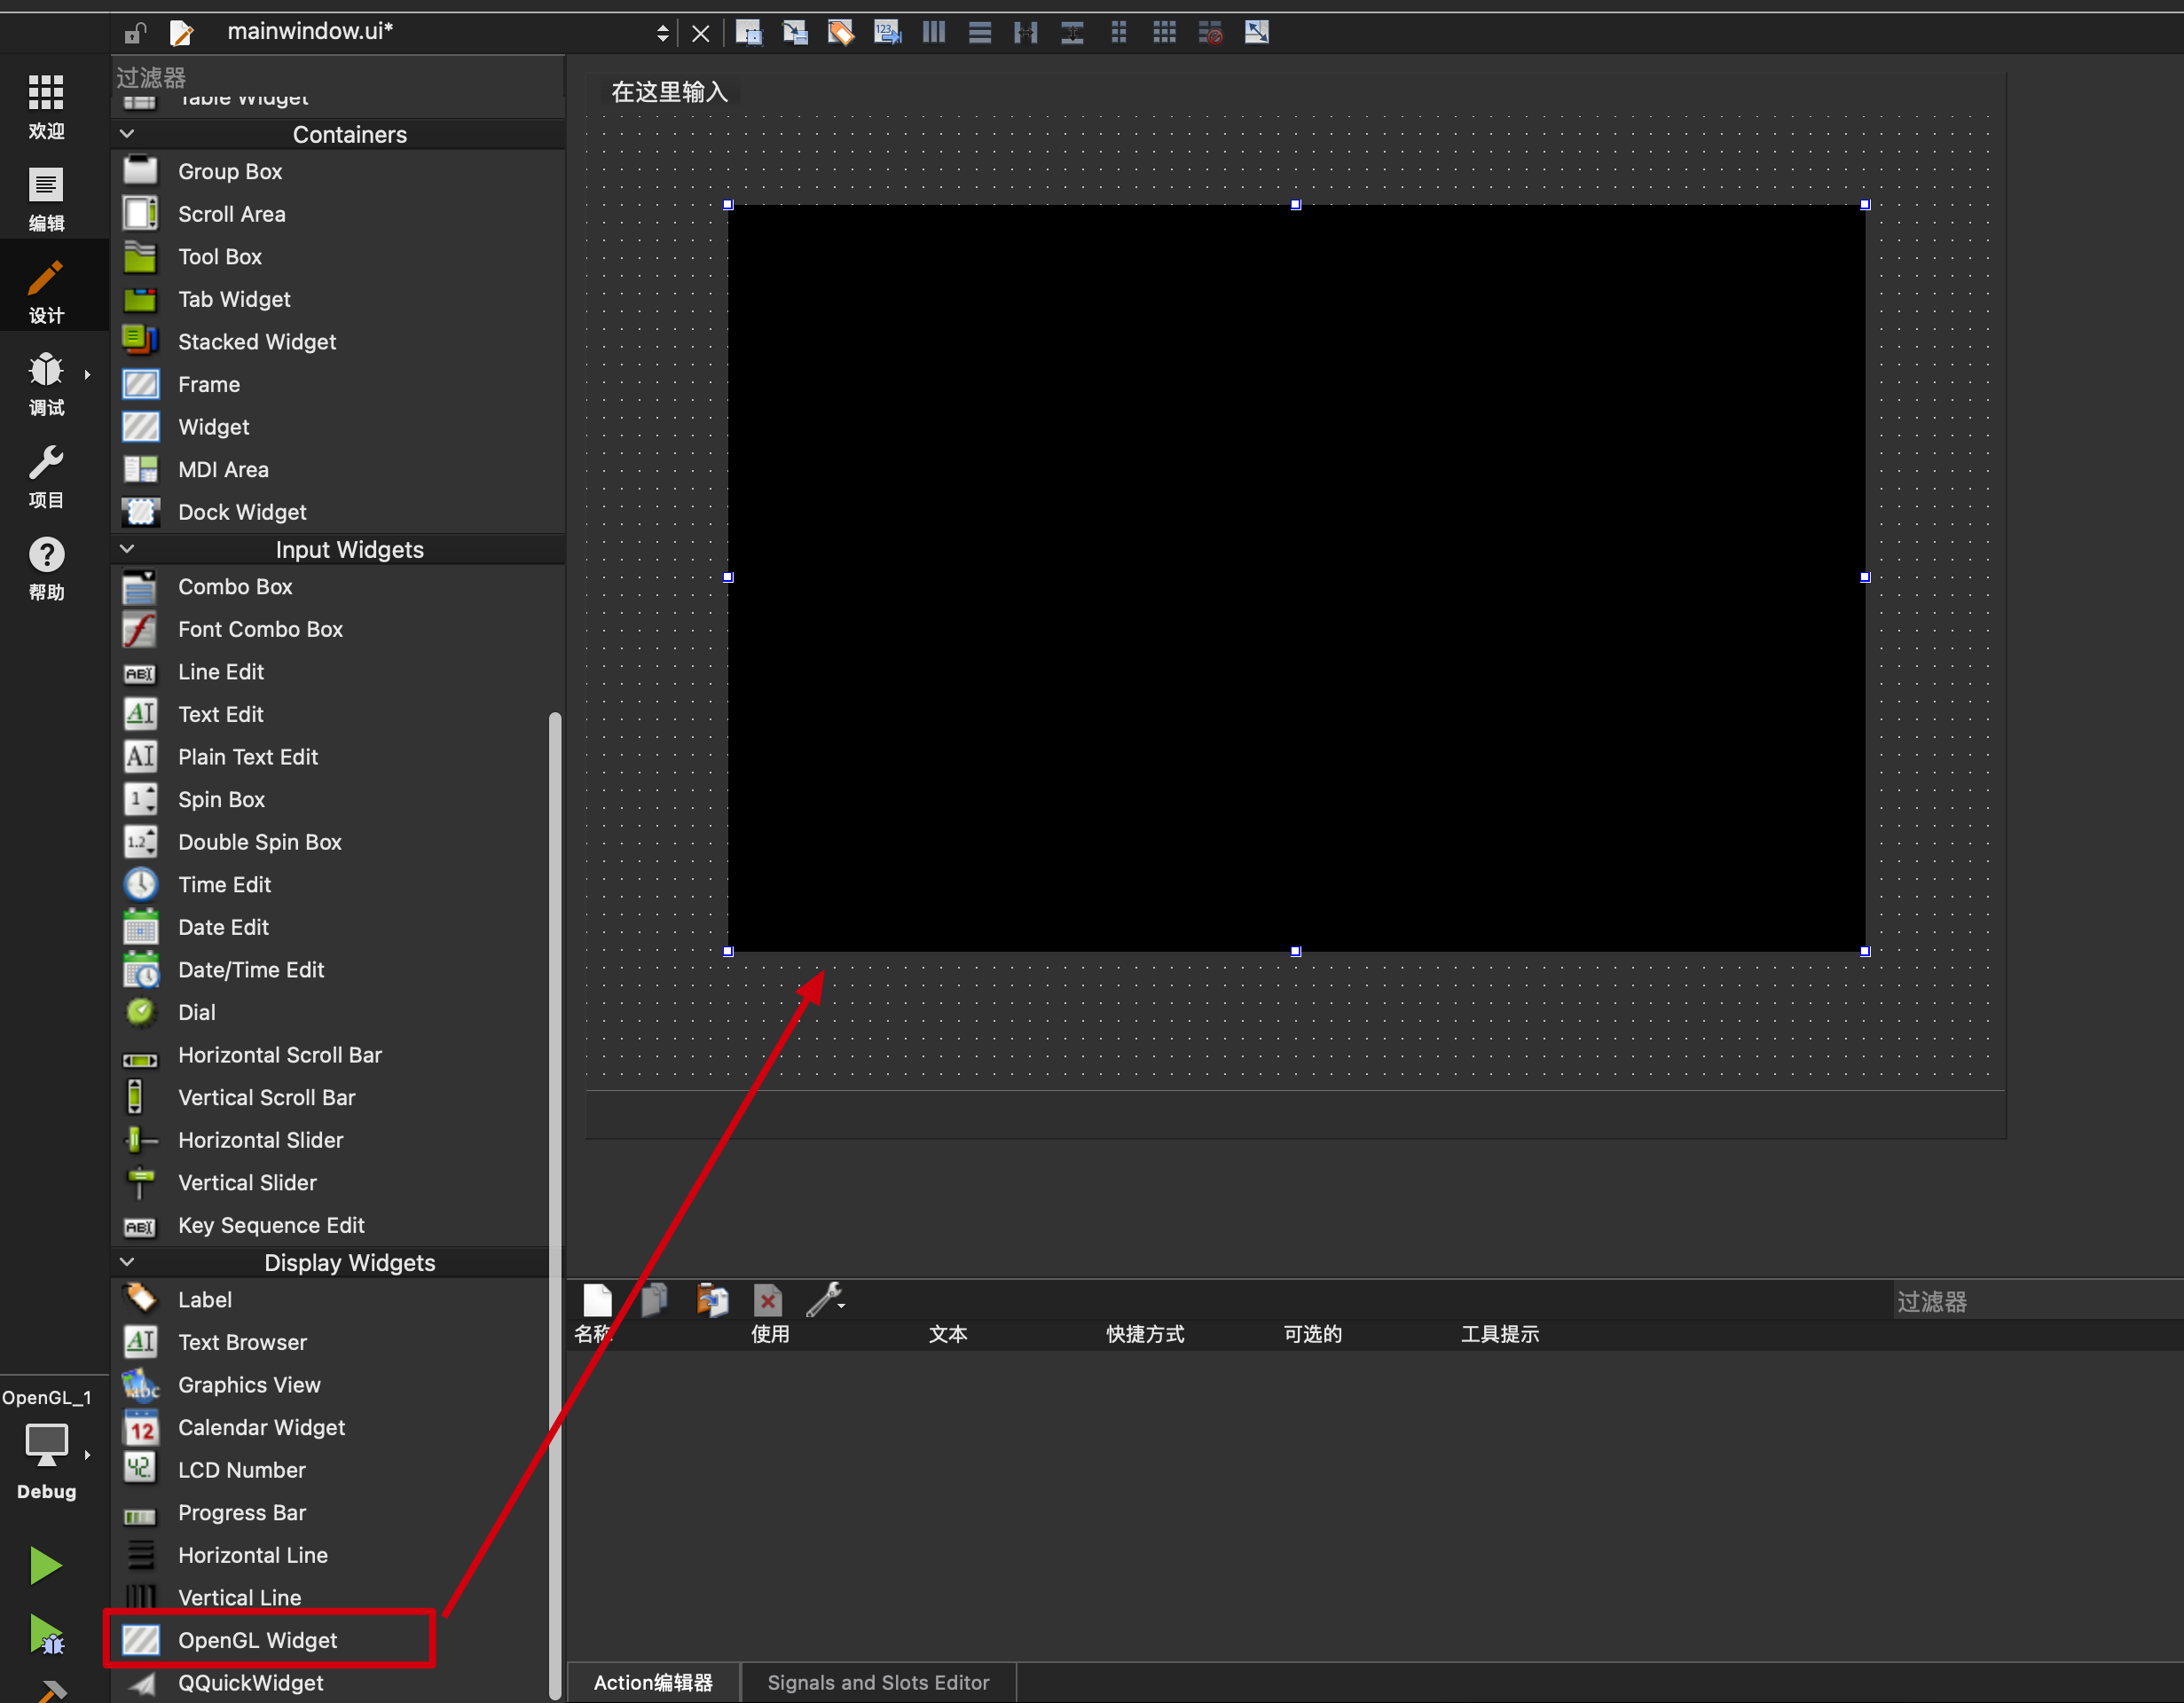 mainwindow.ui*
欢迎
编辑
设计
调试
项目
帮助
OpenGL_1
Debug
过滤器
Table Widget
Containers
Group Box
Scroll Area
Tool Box
Tab Widget
Stacked Widget
Frame
Widget
MDI Area
Dock Widget
Input Widgets
Combo Box
Font Combo Box
Line Edit
Text Edit
Plain Text Edit
Spin Box
Double Spin Box
Time Edit
Date Edit
Date/Time Edit
Dial
Horizontal Scroll Bar
Vertical Scroll Bar
Horizontal Slider
Vertical Slider
Key Sequence Edit
Display Widgets
Label
Text Browser
Graphics View
Calendar Widget
LCD Number
Progress Bar
Horizontal Line
Vertical Line
OpenGL Widget
QQuickWidget
在这里输入
过滤器
名称 使用 文本 快捷方式 可选的 工具提示
Action编辑器 Signals and Slots Editor